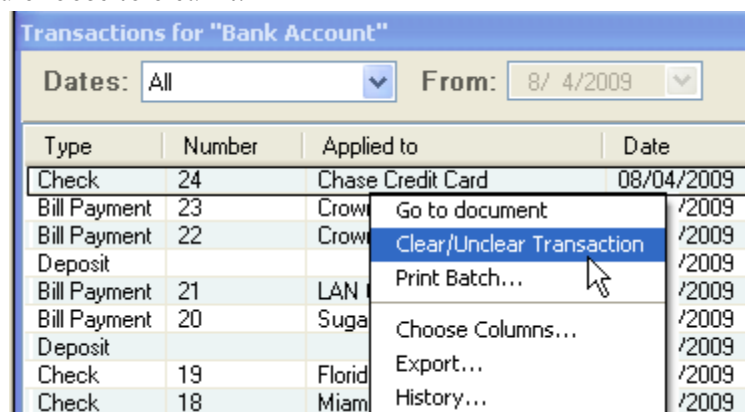 Transactions for "Bank Account"
Dates: All From: 8/ 4/2009
Type Number Applied to Date
Check 24 Chase Credit Card 08/04/2009
Bill Payment 23 /2009
Go to document
Bill Payment 22 /2009
Clear/Unclear Transaction
Deposit /2009
Print Batch...
Bill Payment 21 LAN /2009
Bill Payment 20 /2009
Choose Columns...
Deposit /2009
Export...
Check 19 /2009
History...
Check 18 /2009